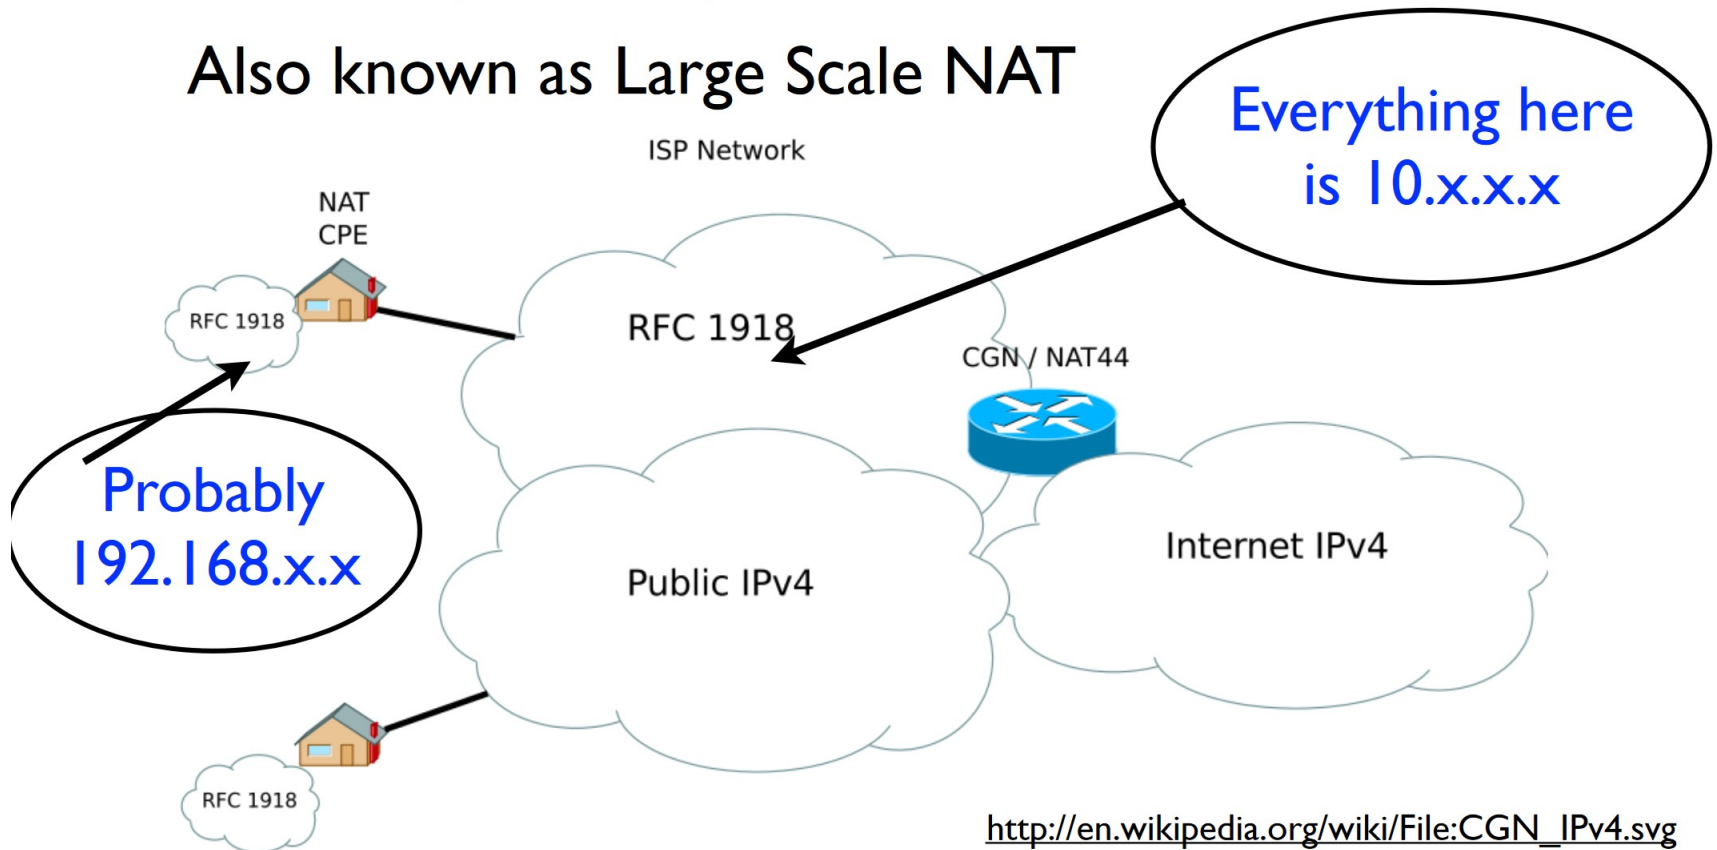 Also known as Large Scale NAT
Everything here
is 10.x.x.x
ISP Network
NAT
CPE
RFC 1918
RFC 1918
CGN / NAT44
Probably
192.168.x.x
Public IPv4
Internet IPv4
RFC 1918
http://en.wikipedia.org/wiki/File:CGN_IPv4.svg